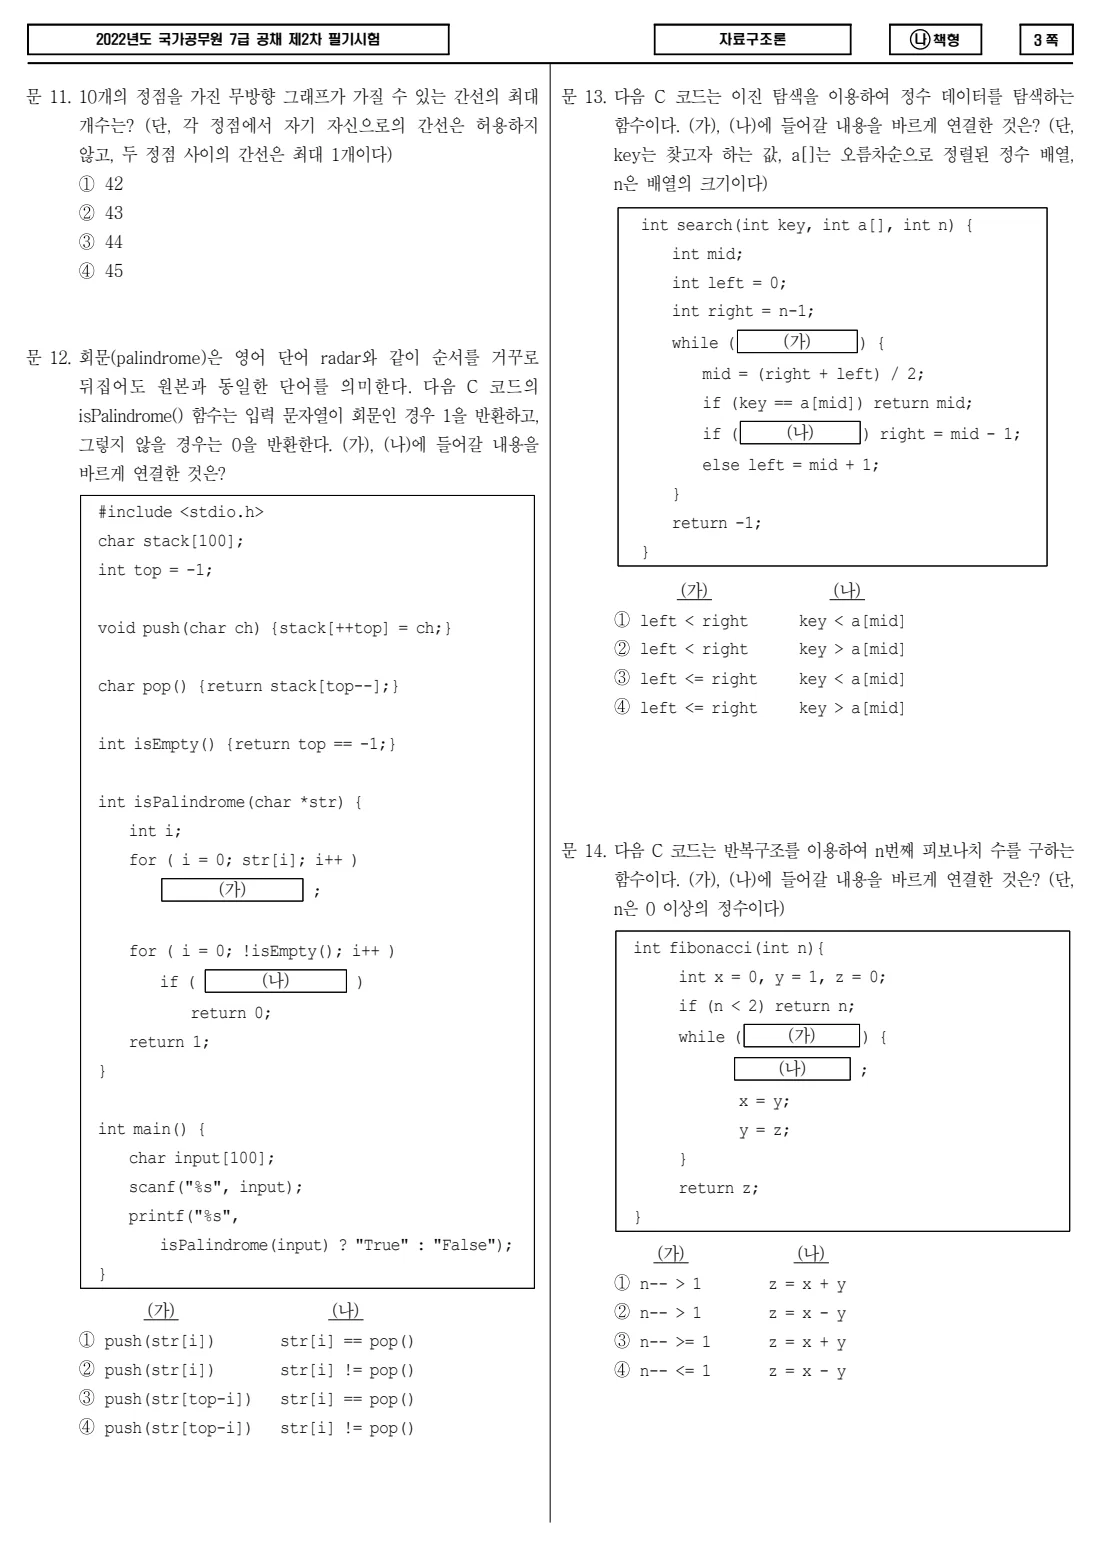 2022년도 국가공무원 7급 공채 제2차 필기시험
자료구조론
㉯책형
3 쪽
문 11. 10개의 정점을 가진 무방향 그래프가 가질 수 있는 간선의 최대
개수는? (단, 각 정점에서 자기 자신으로의 간선은 허용하지
않고, 두 정점 사이의 간선은 최대 1개이다)
① 42
② 43
③ 44
④ 45
문 12. 회문(palindrome)은 영어 단어 radar와 같이 순서를 거꾸로
뒤집어도 원본과 동일한 단어를 의미한다. 다음 C 코드의
isPalindrome() 함수는 입력 문자열이 회문인 경우 1을 반환하고,
그렇지 않을 경우는 0을 반환한다. (가), (나)에 들어갈 내용을
바르게 연결한 것은?
#include <stdio.h>
char stack[100];
int top = -1;
void push(char ch) {stack[++top] = ch;}
char pop() {return stack[top--];}
int isEmpty() {return top == -1;}
int isPalindrome(char *str) {
int i;
for ( i = 0; str[i]; i++ )
(가) ;
for ( i = 0; !isEmpty(); i++ )
if ( (나) )
return 0;
return 1;
}
int main() {
char input[100];
scanf("%s", input);
printf("%s",
isPalindrome(input) ? "True" : "False");
}
(가) (나)
① push(str[i]) str[i] == pop()
② push(str[i]) str[i] != pop()
③ push(str[top-i]) str[i] == pop()
④ push(str[top-i]) str[i] != pop()
문 13. 다음 C 코드는 이진 탐색을 이용하여 정수 데이터를 탐색하는
함수이다. (가), (나)에 들어갈 내용을 바르게 연결한 것은? (단,
key는 찾고자 하는 값, a[]는 오름차순으로 정렬된 정수 배열,
n은 배열의 크기이다)
int search(int key, int a[], int n) {
int mid;
int left = 0;
int right = n-1;
while ( (가) ) {
mid = (right + left) / 2;
if (key == a[mid]) return mid;
if ( (나) ) right = mid - 1;
else left = mid + 1;
}
return -1;
}
(가) (나)
① left < right key < a[mid]
② left < right key > a[mid]
③ left <= right key < a[mid]
④ left <= right key > a[mid]
문 14. 다음 C 코드는 반복구조를 이용하여 n번째 피보나치 수를 구하는
함수이다. (가), (나)에 들어갈 내용을 바르게 연결한 것은? (단,
n은 0 이상의 정수이다)
int fibonacci(int n){
int x = 0, y = 1, z = 0;
if (n < 2) return n;
while ( (가) ) {
(나) ;
x = y;
y = z;
}
return z;
}
(가) (나)
① n-- > 1 z = x + y
② n-- > 1 z = x - y
③ n-- >= 1 z = x + y
④ n-- <= 1 z = x - y